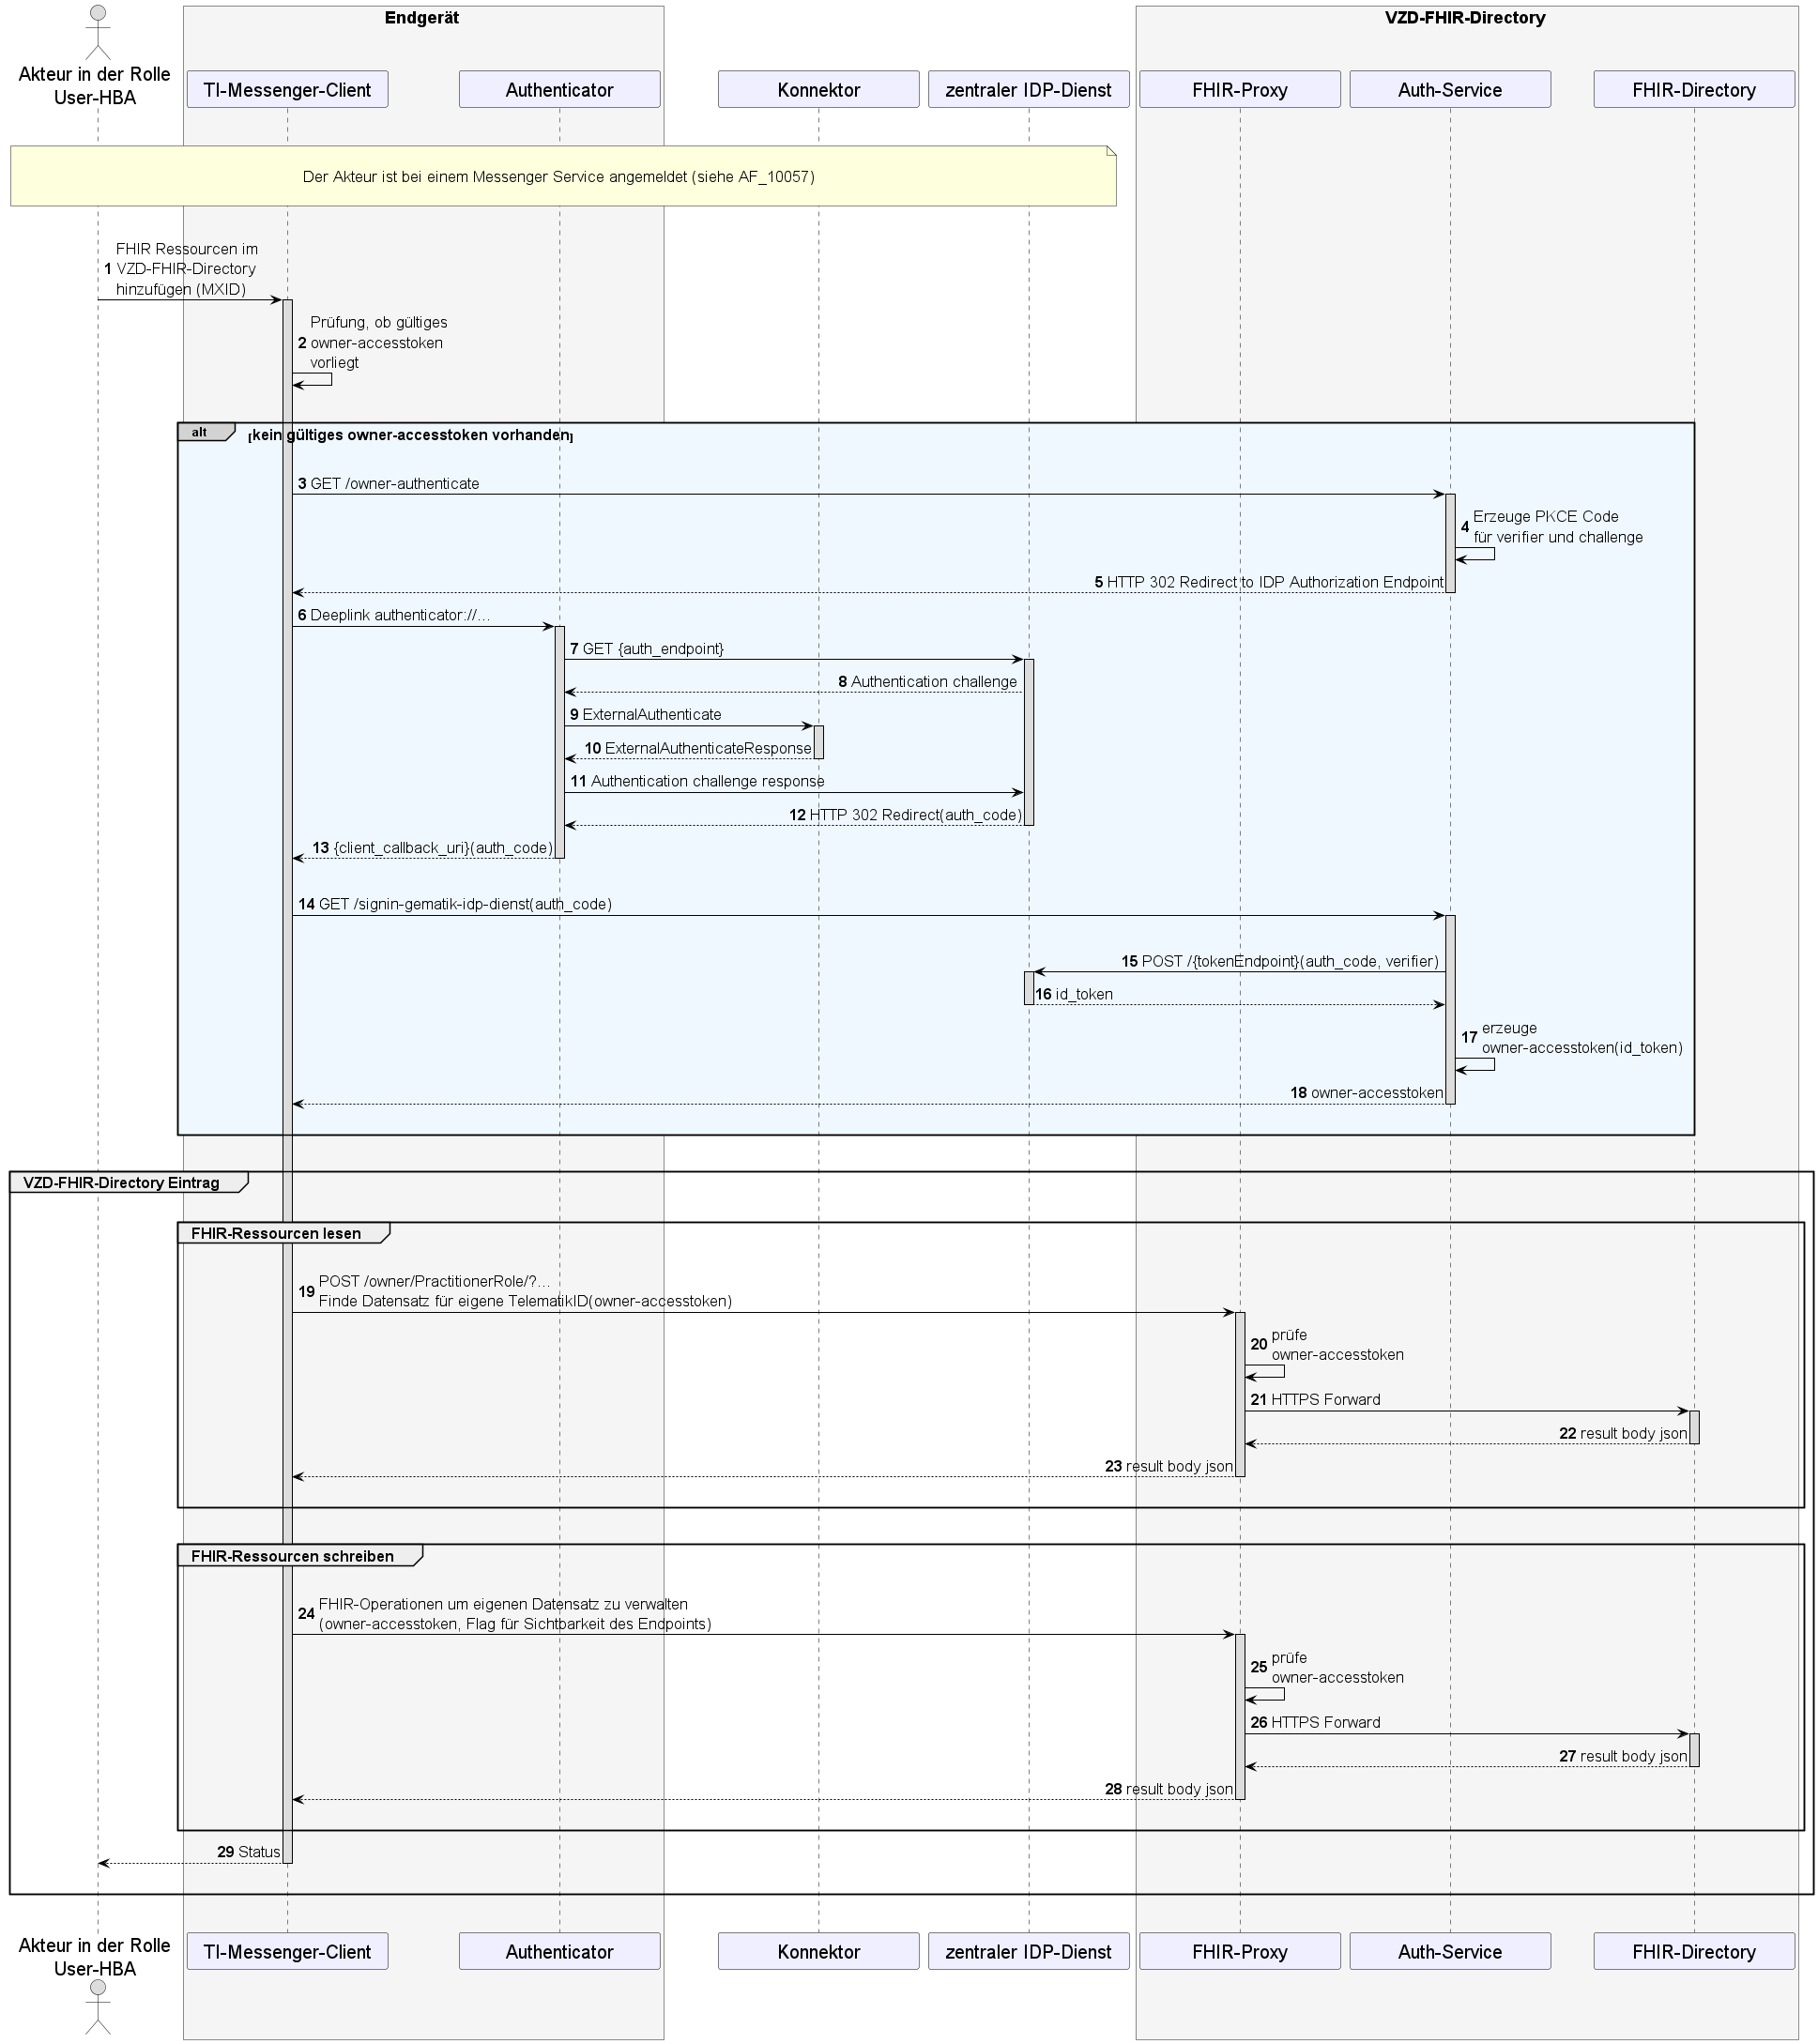 Endgerät
VZD-FHIR-Directory
Akteur in der Rolle
User-HBA
TI-Messenger-Client
Authenticator
Konnektor
zentraler IDP-Dienst
FHIR-Proxy
Auth-Service
FHIR-Directory
Der Akteur ist bei einem Messenger Service angemeldet (siehe AF_10057)
FHIR Ressourcen im
1 VZD-FHIR-Directory
hinzufügen (MXID)
Prüfung, ob gültiges
2 owner-accesstoken
vorliegt
alt [kein gültiges owner-accesstoken vorhanden]
3 GET /owner-authenticate
4 Erzeuge PKCE Code
für verifier und challenge
5 HTTP 302 Redirect to IDP Authorization Endpoint
6 Deeplink authenticator://...
7 GET {auth_endpoint}
8 Authentication challenge
9 ExternalAuthenticate
10 ExternalAuthenticateResponse
11 Authentication challenge response
12 HTTP 302 Redirect(auth_code)
13 {client_callback_uri}(auth_code)
14 GET /signin-gematik-idp-dienst(auth_code)
15 POST /{tokenEndpoint}(auth_code, verifier)
16 id_token
17 erzeuge
owner-accesstoken(id_token)
18 owner-accesstoken
VZD-FHIR-Directory Eintrag
FHIR-Ressourcen lesen
19 POST /owner/PractitionerRole/?...
Finde Datensatz für eigene TelematikID(owner-accesstoken)
20 prüfe
owner-accesstoken
21 HTTPS Forward
22 result body json
23 result body json
FHIR-Ressourcen schreiben
24 FHIR-Operationen um eigenen Datensatz zu verwalten
(owner-accesstoken, Flag für Sichtbarkeit des Endpoints)
25 prüfe
owner-accesstoken
26 HTTPS Forward
27 result body json
28 result body json
29 Status
Akteur in der Rolle
User-HBA
TI-Messenger-Client
Authenticator
Konnektor
zentraler IDP-Dienst
FHIR-Proxy
Auth-Service
FHIR-Directory